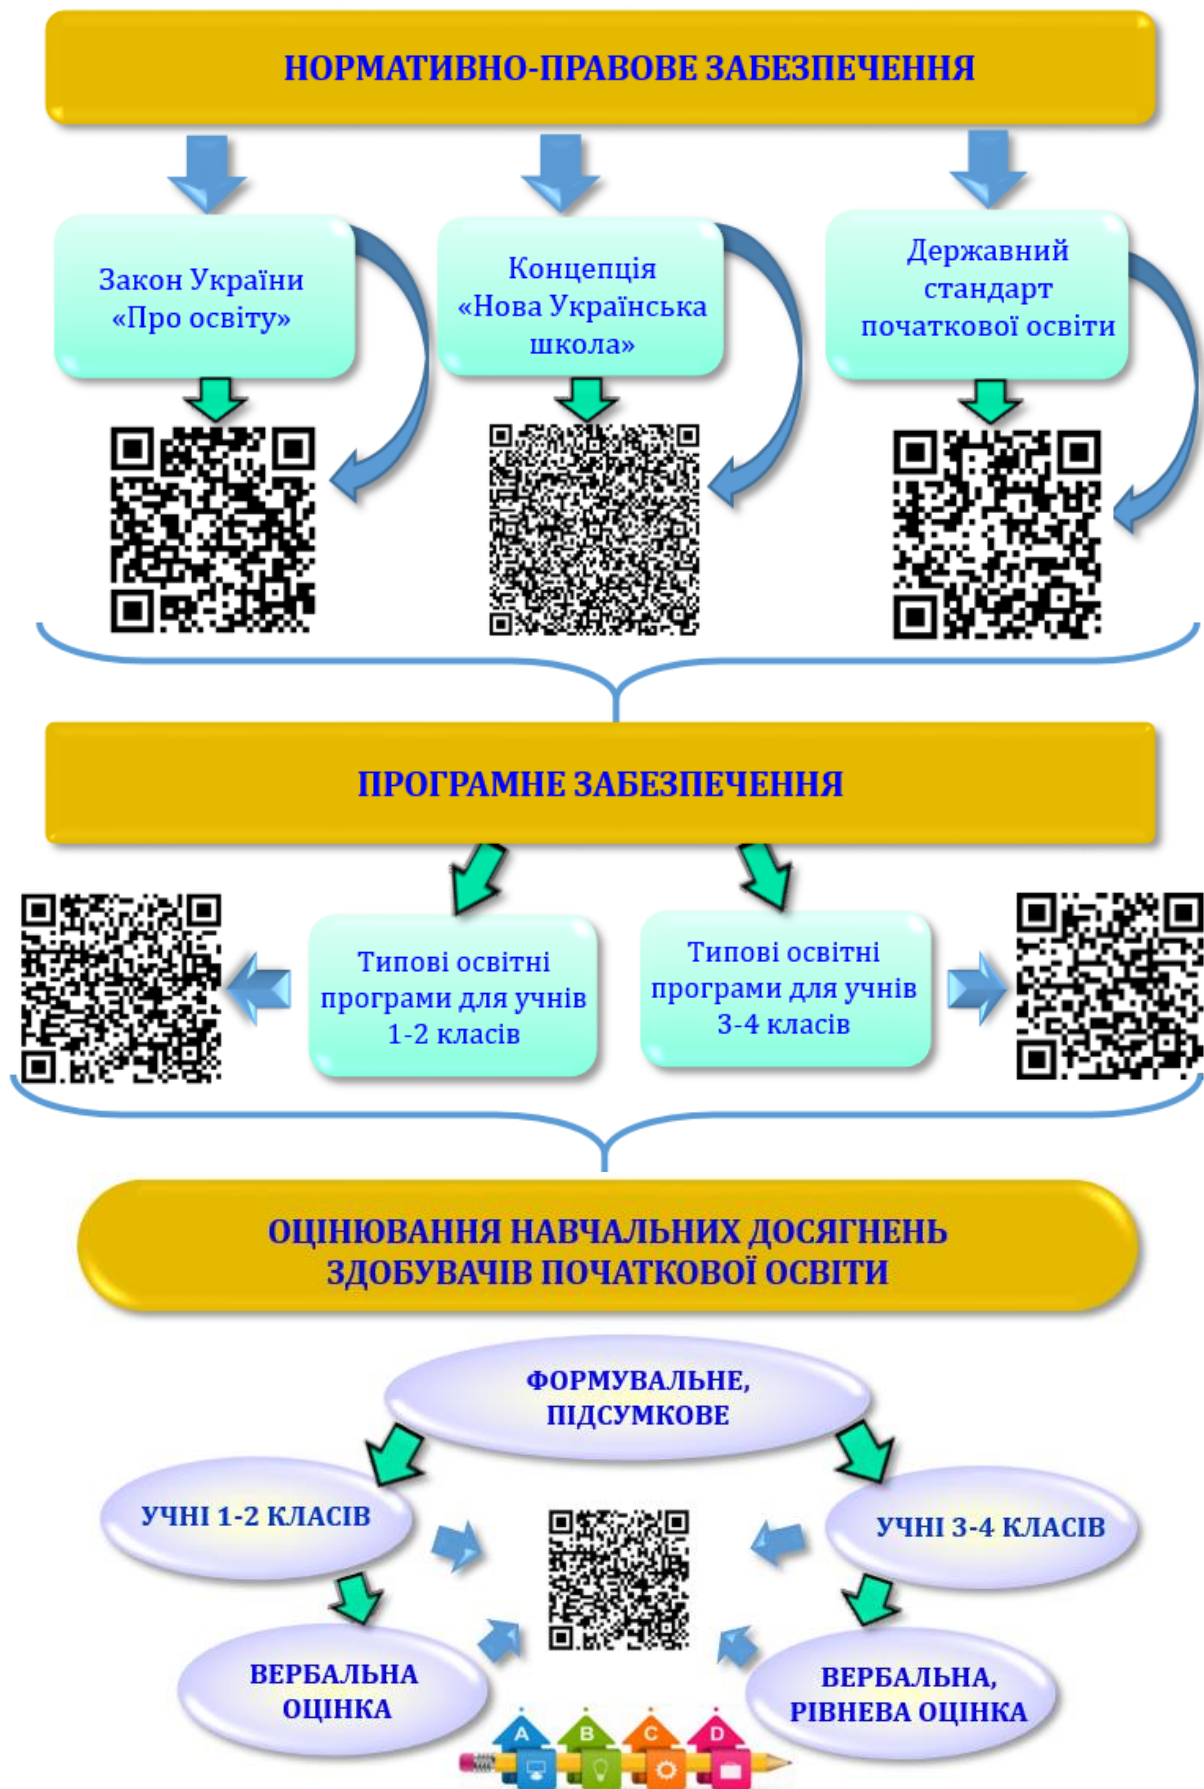 НОРМАТИВНО-ПРАВОВЕ ЗАБЕЗПЕЧЕННЯ
Закон України
«Про освіту»
Концепція
«Нова Українська
школа»
Державний
стандарт
початкової освіти
ПРОГРАМНЕ ЗАБЕЗПЕЧЕННЯ
Типові освітні
програми для учнів
1-2 класів
Типові освітні
програми для учнів
3-4 класів
ОЦІНЮВАННЯ НАВЧАЛЬНИХ ДОСЯГНЕНЬ
ЗДОБУВАЧІВ ПОЧАТКОВОЇ ОСВІТИ
ФОРМУВАЛЬНЕ,
ПІДСУМКОВЕ
УЧНІ 1-2 КЛАСІВ
УЧНІ 3-4 КЛАСІВ
ВЕРБАЛЬНА
ОЦІНКА
ВЕРБАЛЬНА,
РІВНЕВА ОЦІНКА
A B C D